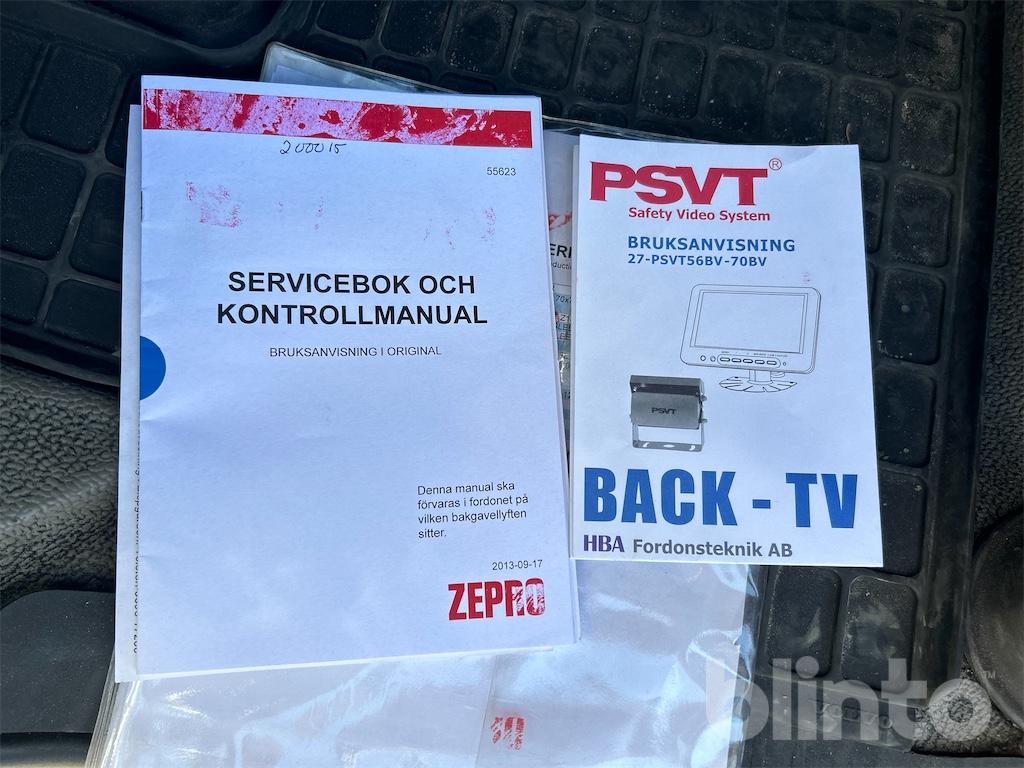 200015
55623
SERVICEBOK OCH
KONTROLLMANUAL
BRUKSANVISNING I ORIGINAL
Denna manual ska
förvaras i fordonet på
vilken bakgavellyften
sitter.
2013-09-17
ZEPRO
PSVT®
Safety Video System
BRUKSANVISNING
27-PSVT56BV-70BV
PSVT
BACK - TV
HBA Fordonsteknik AB
blinto™